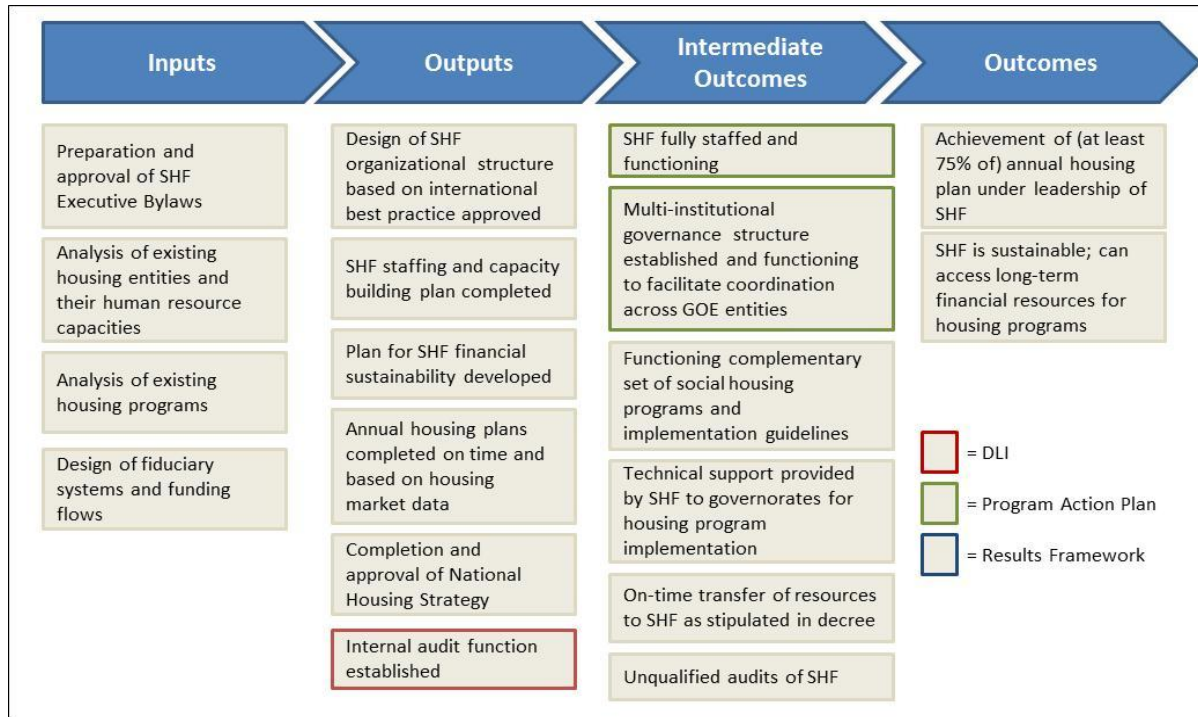 Inputs
Outputs
Intermediate
Outcomes
Outcomes
Preparation and
approval of SHF
Executive Bylaws
Analysis of existing
housing entities and
their human resource
capacities
Analysis of existing
housing programs
Design of fiduciary
systems and funding
flows
Design of SHF
organizational structure
based on international
best practice approved
SHF staffing and capacity
building plan completed
Plan for SHF financial
sustainability developed
Annual housing plans
completed on time and
based on housing
market data
Completion and
approval of National
Housing Strategy
Internal audit function
established
SHF fully staffed and
functioning
Multi-institutional
governance structure
established and functioning
to facilitate coordination
across GOE entities
Functioning complementary
set of social housing
programs and
implementation guidelines
Technical support provided
by SHF to governorates for
housing program
implementation
On-time transfer of resources
to SHF as stipulated in decree
Unqualified audits of SHF
Achievement of (at least
75% of) annual housing
plan under leadership of
SHF
SHF is sustainable; can
access long-term
financial resources for
housing programs
= DLI
= Program Action Plan
= Results Framework